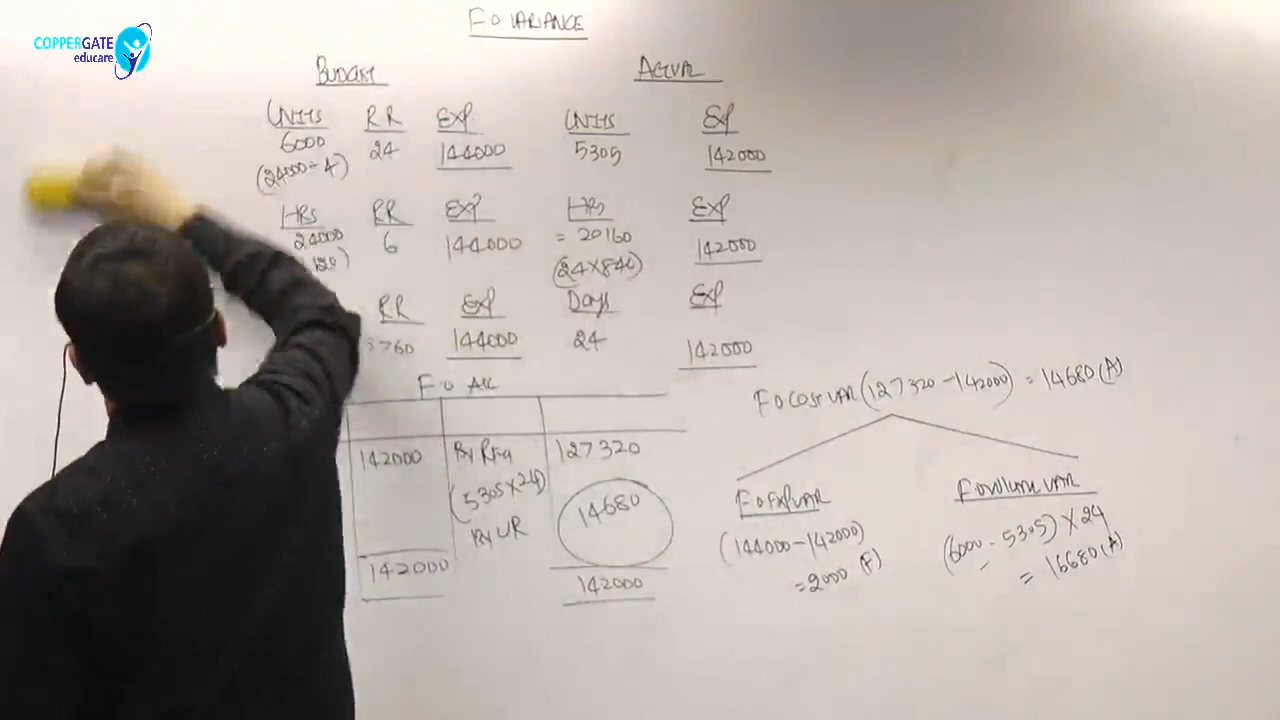 COPPERGATE
educare
F O VARIANCE
BUDGET
ACTUAL
UNITS RR EXP UNITS EXP
6000 24 144000 5305 142000
(24000÷4)
HRS RR EXP HRS EXP
24000 6 144000 = 20160 142000
(24×840)
RR EXP Days EXP
5760 144000 24 142000
F O A/C
142000 By 127320
(5305×24)
By UR 14680
142000 142000
F O COST VAR (127320 - 142000) = 14680 (A)
F O EXP VAR
(144000 - 142000)
= 2000 (F)
F O VOLUME VAR
(6000 - 5305) × 24
= 16680 (A)